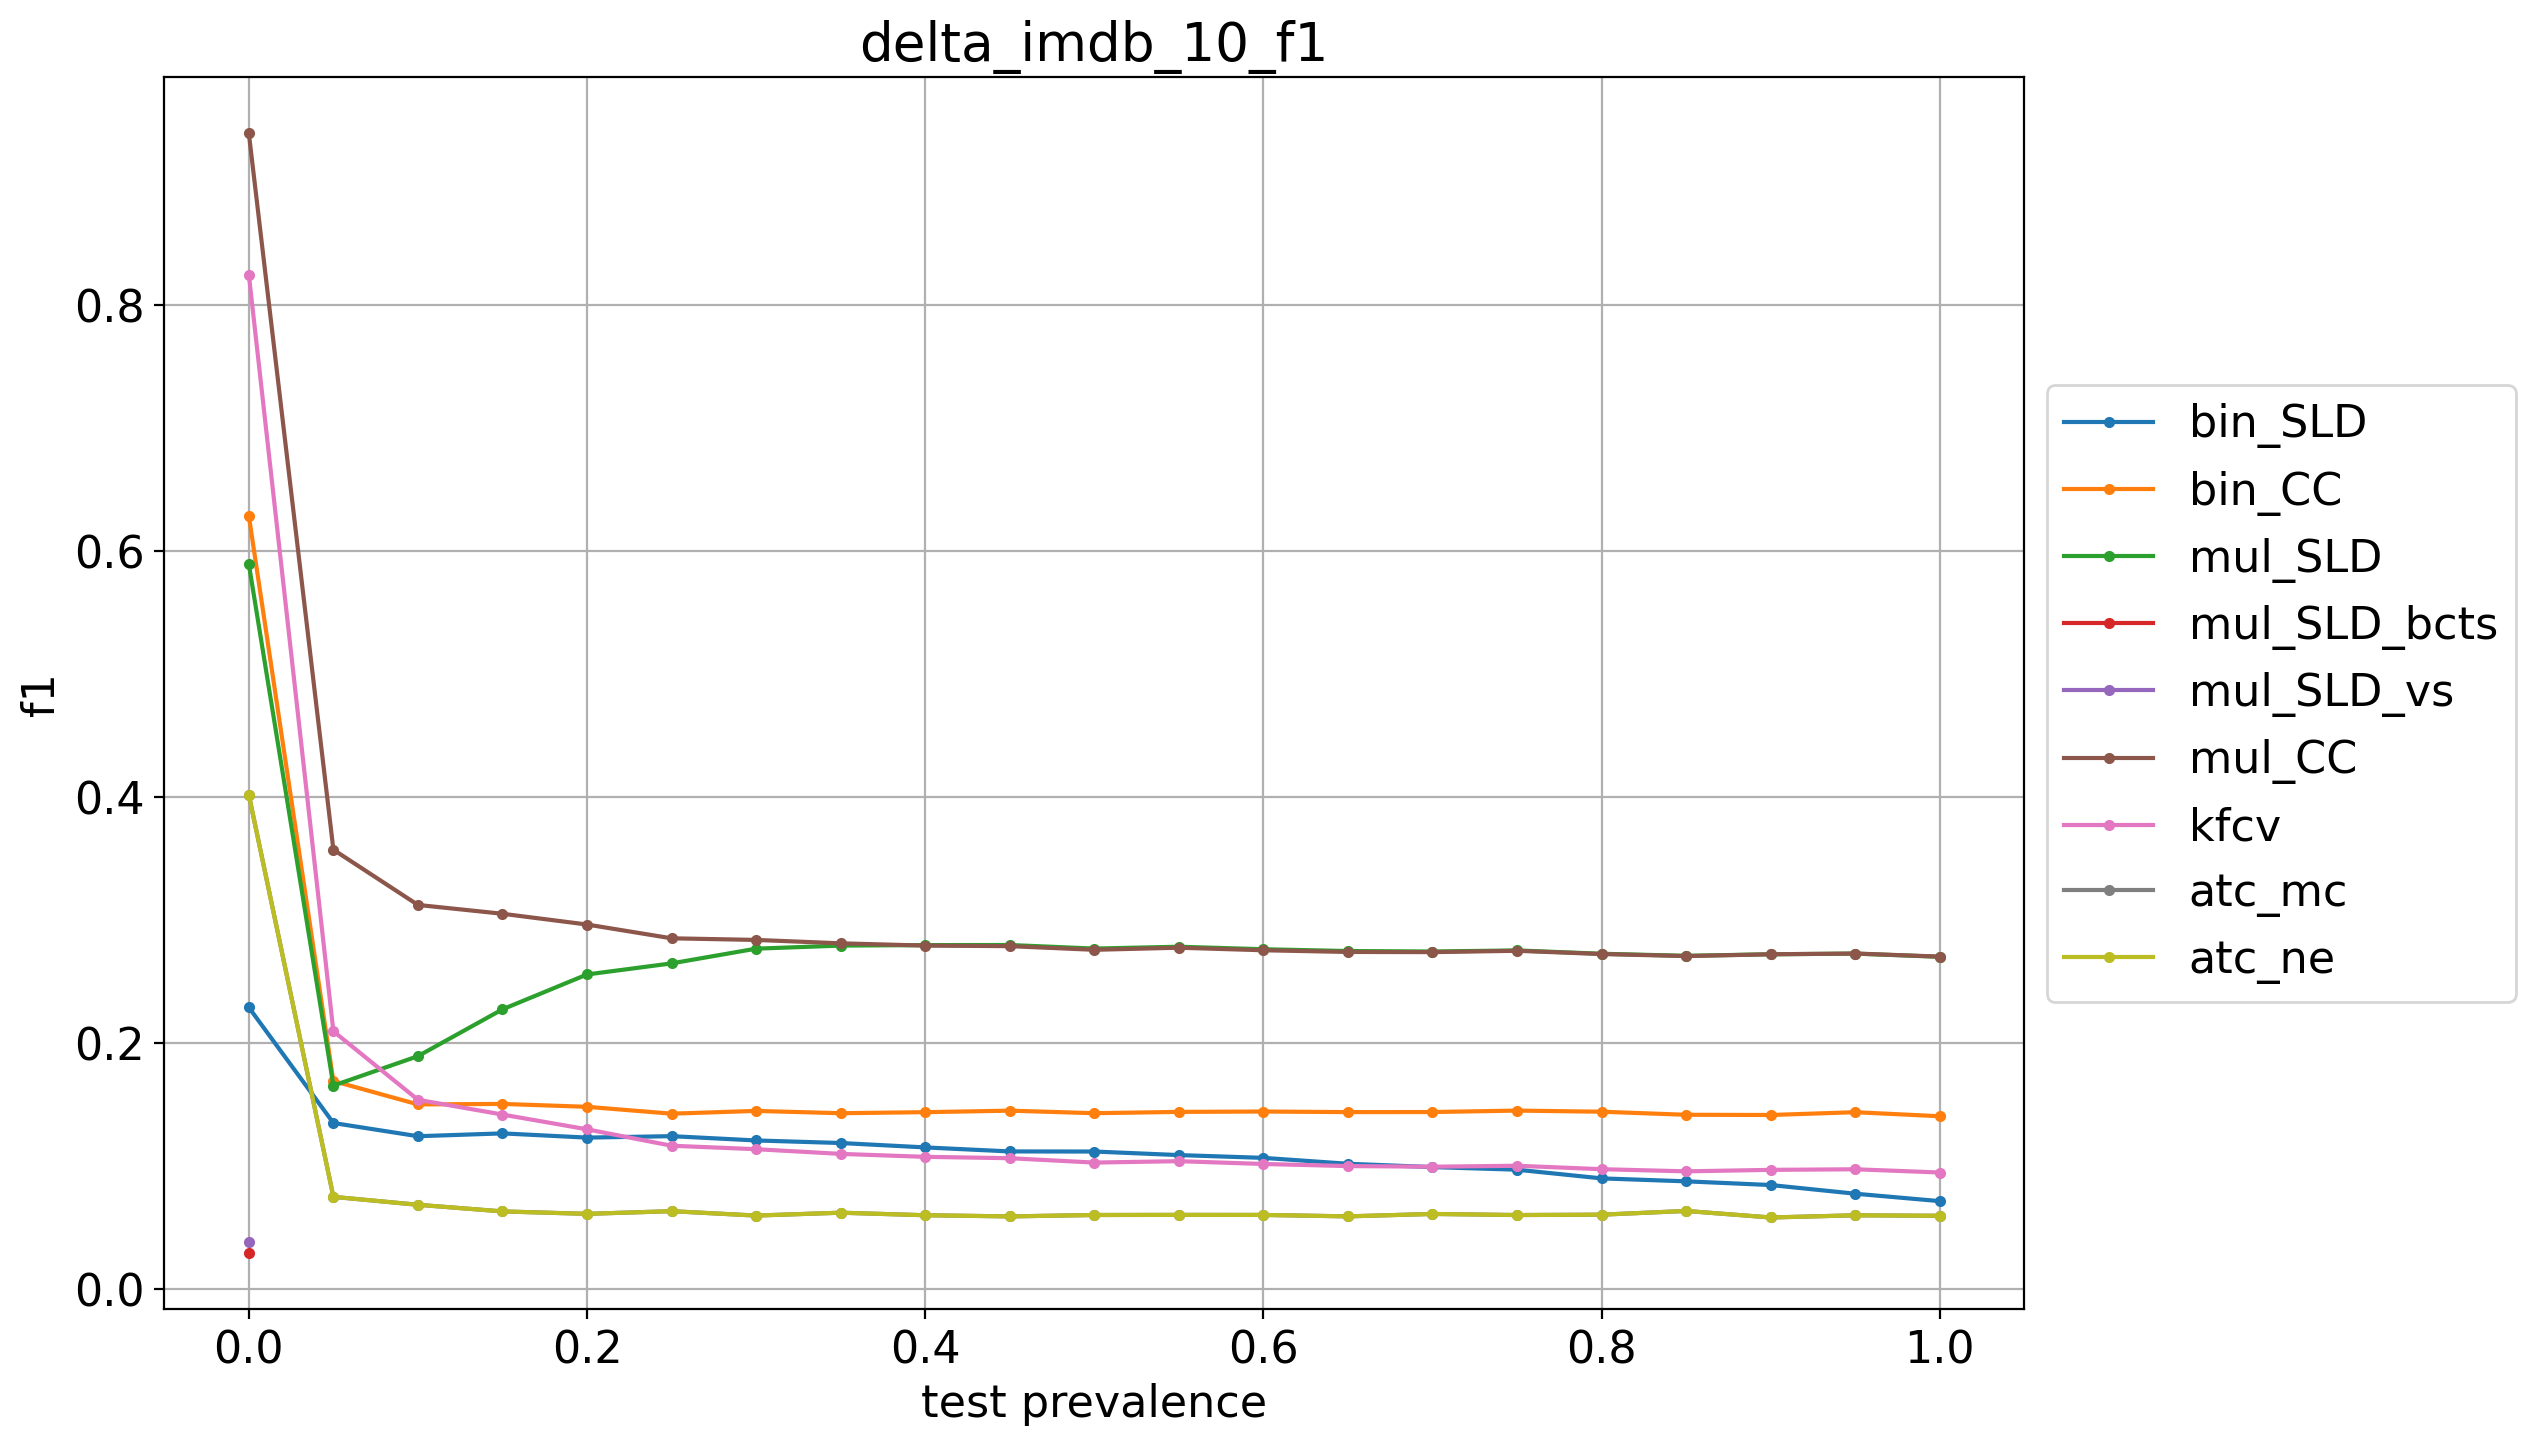 delta_imdb_10_f1
f1
0.8
0.6
0.4
0.2
0.0
0.0 0.2 0.4 0.6 0.8 1.0
test prevalence
bin_SLD
bin_CC
mul_SLD
mul_SLD_bcts
mul_SLD_vs
mul_CC
kfcv
atc_mc
atc_ne